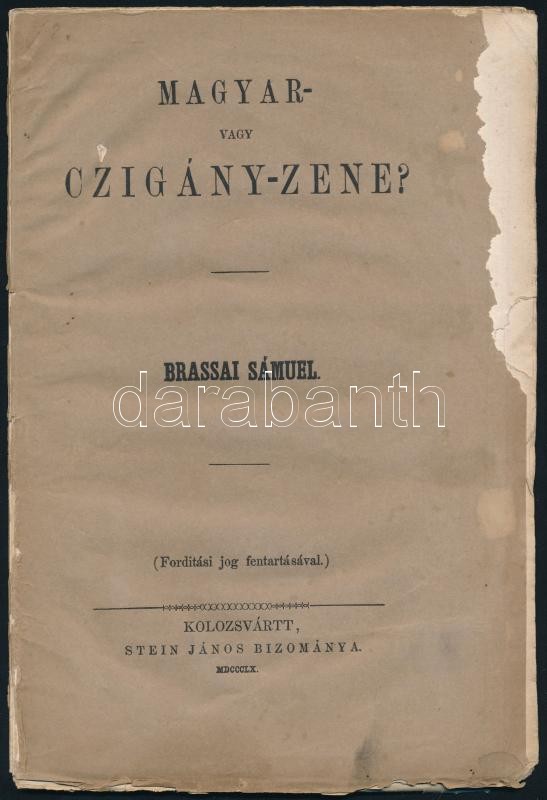 MAGYAR-
VAGY
CZIGÁNY-ZENE?
BRASSAI SÁMUEL.
darabanth
(Forditási jog fentartásával.)
KOLOZSVÁRTT,
STEIN JÁNOS BIZOMÁNYA.
MDCCCLX.